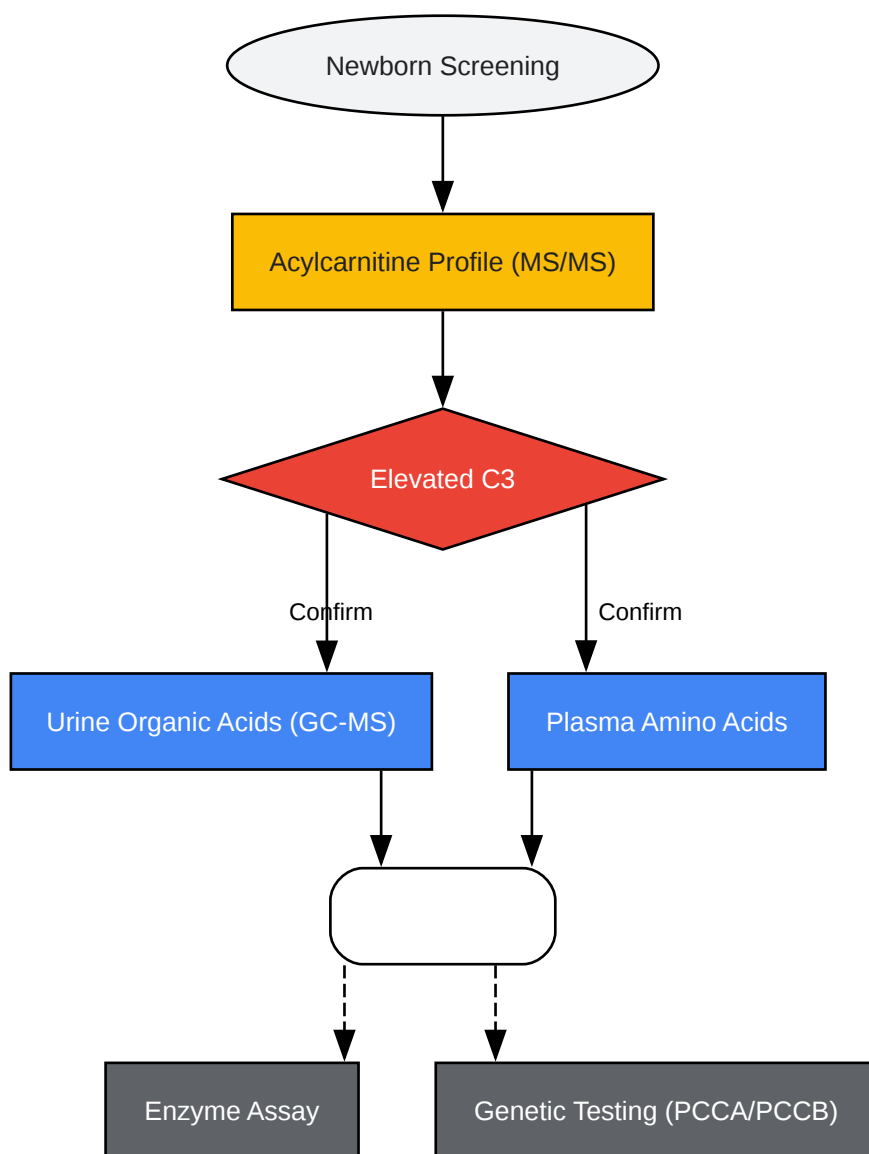 Newborn Screening
Acylcarnitine Profile (MS/MS)
Elevated C3
Confirm
Confirm
Urine Organic Acids (GC-MS)
Plasma Amino Acids
Enzyme Assay
Genetic Testing (PCCA/PCCB)